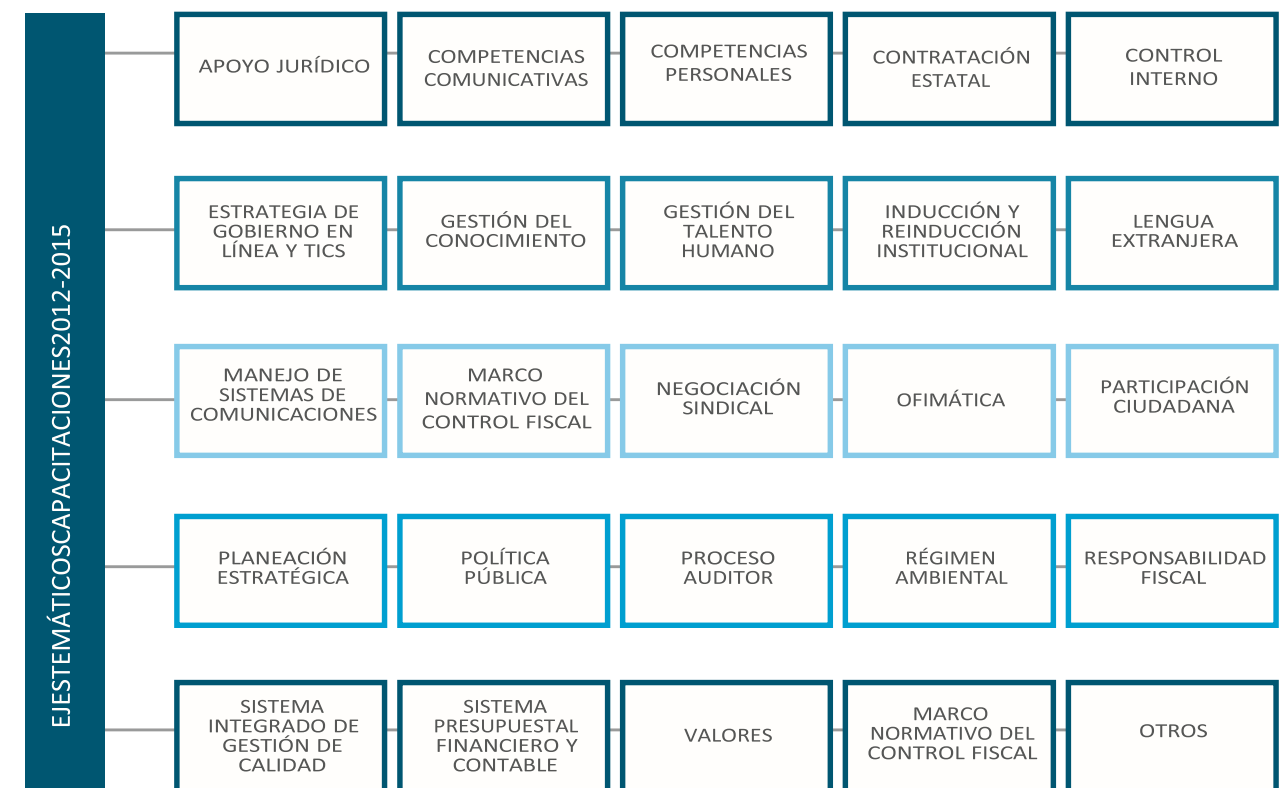 EJESTEMÁTICOSCAPACITACIONES2012-2015
APOYO JURÍDICO
COMPETENCIAS
COMUNICATIVAS
COMPETENCIAS
PERSONALES
CONTRATACIÓN
ESTATAL
CONTROL
INTERNO
ESTRATEGIA DE
GOBIERNO EN
LÍNEA Y TICS
GESTIÓN DEL
CONOCIMIENTO
GESTIÓN DEL
TALENTO
HUMANO
INDUCCIÓN Y
REINDUCCIÓN
INSTITUCIONAL
LENGUA
EXTRANJERA
MANEJO DE
SISTEMAS DE
COMUNICACIONES
MARCO
NORMATIVO DEL
CONTROL FISCAL
NEGOCIACIÓN
SINDICAL
OFIMÁTICA
PARTICIPACIÓN
CIUDADANA
PLANEACIÓN
ESTRATÉGICA
POLÍTICA
PÚBLICA
PROCESO
AUDITOR
RÉGIMEN
AMBIENTAL
RESPONSABILIDAD
FISCAL
SISTEMA
INTEGRADO DE
GESTIÓN DE
CALIDAD
SISTEMA
PRESUPUESTAL
FINANCIERO Y
CONTABLE
VALORES
MARCO
NORMATIVO DEL
CONTROL FISCAL
OTROS